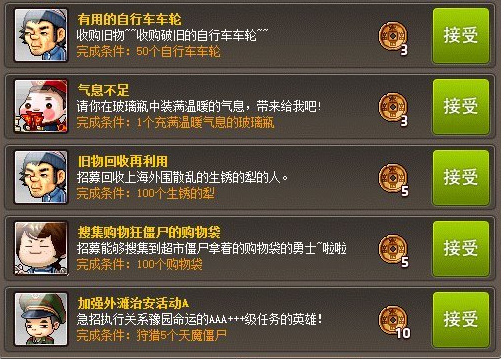 有用的自行车车轮
收购旧物~~收购破旧的自行车车轮~~
完成条件：50个自行车车轮
3
接受
气息不足
请你在玻璃瓶中装满温暖的气息，带来给我吧!
完成条件：1个充满温暖气息的玻璃瓶
3
接受
旧物回收再利用
招募回收上海外围散乱的生锈的犁的人。
完成条件：100个生锈的犁
5
接受
搜集购物狂僵尸的购物袋
招募能够搜集到超市僵尸拿着的购物袋的勇士~啦啦
完成条件：100个购物袋
5
接受
加强外滩治安活动A
急招执行关系豫园命运的AAA+++级任务的英雄!
完成条件：狩猎5个天魔僵尸
10
接受